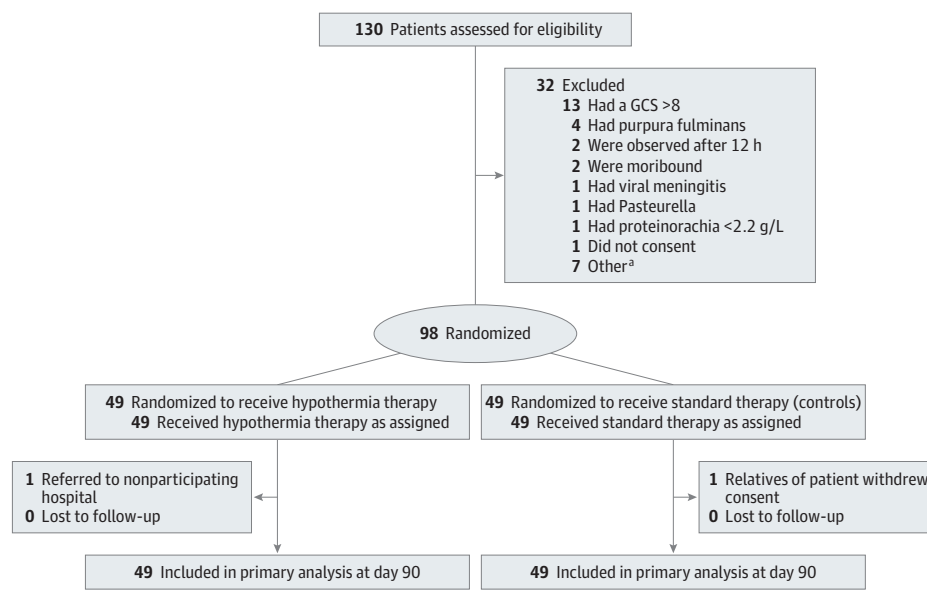 130 Patients assessed for eligibility
32 Excluded
13 Had a GCS >8
4 Had purpura fulminans
2 Were observed after 12 h
2 Were moribund
1 Had viral meningitis
1 Had Pasteurella
1 Had proteinorachia <2.2 g/L
1 Did not consent
7 Other^a
98 Randomized
49 Randomized to receive hypothermia therapy
49 Received hypothermia therapy as assigned
49 Randomized to receive standard therapy (controls)
49 Received standard therapy as assigned
1 Referred to nonparticipating
hospital
0 Lost to follow-up
1 Relatives of patient withdrew
consent
0 Lost to follow-up
49 Included in primary analysis at day 90
49 Included in primary analysis at day 90